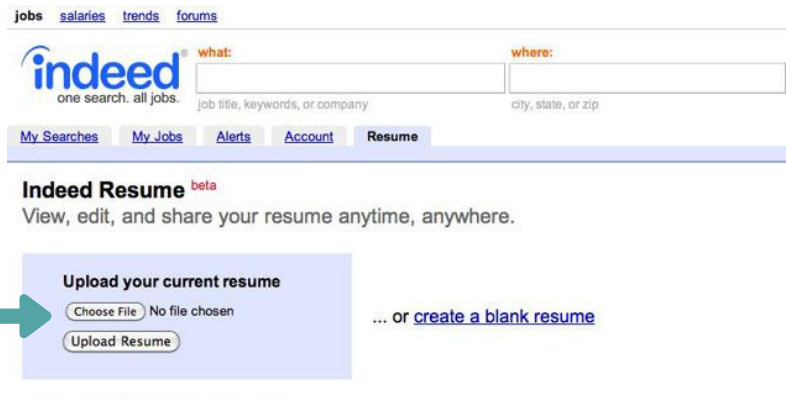 jobs salaries trends forums
what: where:
indeed®
one search. all jobs.
job title, keywords, or company city, state, or zip
My Searches My Jobs Alerts Account Resume
Indeed Resume beta
View, edit, and share your resume anytime, anywhere.
Upload your current resume
Choose File No file chosen
... or create a blank resume
Upload Resume